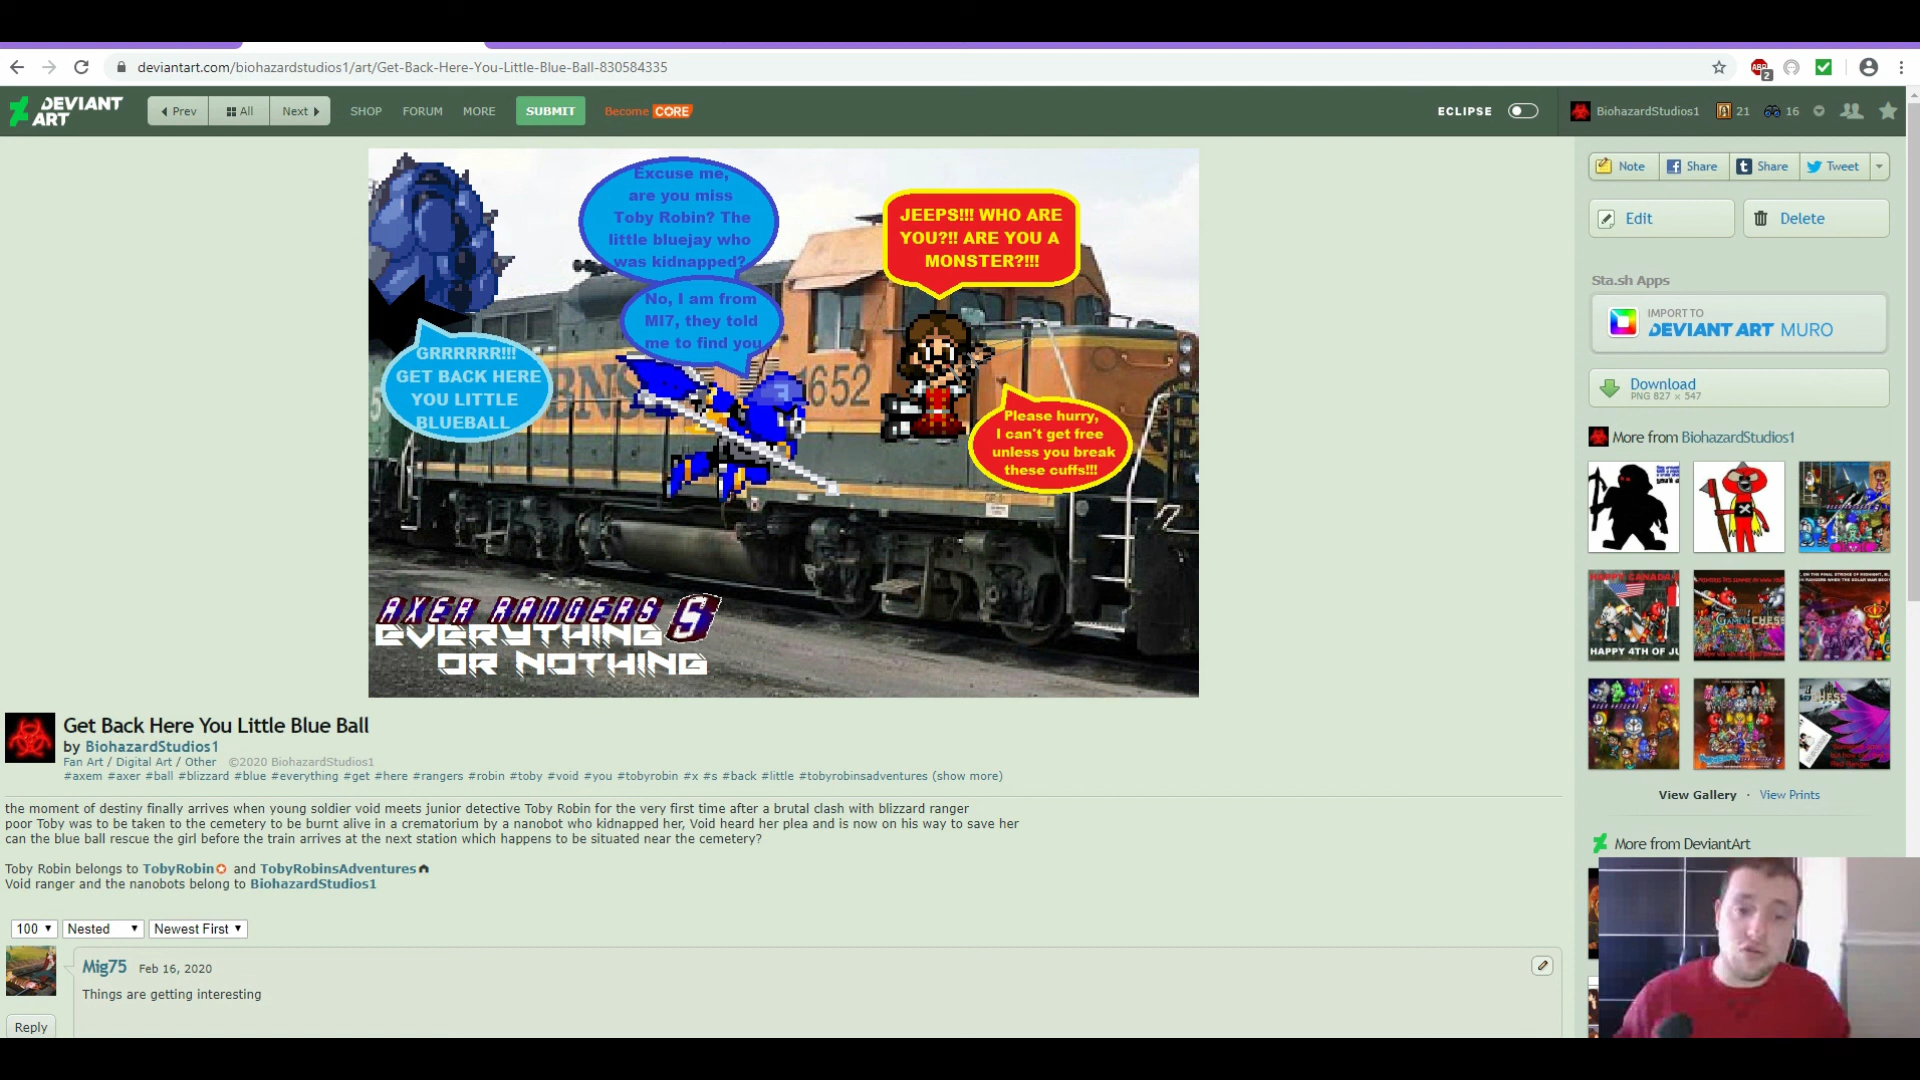 deviantart.com/biohazardstudios1/art/Get-Back-Here-You-Little-Blue-Ball-830584335
ABP
2
DEVIANT
ART
Prev
All
Next
SHOP
FORUM
MORE
SUBMIT
Become CORE
ECLIPSE
BiohazardStudios1
21
16
Excuse me,
are you miss
Toby Robin? The
little bluejay who
was kidnapped?
No, I am from
MI7, they told
me to find you
JEEPS!!! WHO ARE
YOU?!! ARE YOU A
MONSTER?!!!
GRRRRRR!!!
GET BACK HERE
YOU LITTLE
BLUEBALL
Please hurry,
I can't get free
unless you break
these cuffs!!!
BNS
1652
AXER RANGERS S
EVERYTHING
OR NOTHING
Note
Share
Share
Tweet
Edit
Delete
Sta.sh Apps
IMPORT TO
DEVIANT ART MURO
Download
PNG 827 × 547
More from BiohazardStudios1
HAPPY 4TH OF JU
View Gallery · View Prints
More from DeviantArt
Get Back Here You Little Blue Ball
by BiohazardStudios1
Fan Art / Digital Art / Other ©2020 BiohazardStudios1
#axem #axer #ball #blizzard #blue #everything #get #here #rangers #robin #toby #void #you #tobyrobin #x #s #back #little #tobyrobinsadventures (show more)
the moment of destiny finally arrives when young soldier void meets junior detective Toby Robin for the very first time after a brutal clash with blizzard ranger
poor Toby was to be taken to the cemetery to be burnt alive in a crematorium by a nanobot who kidnapped her, Void heard her plea and is now on his way to save her
can the blue ball rescue the girl before the train arrives at the next station which happens to be situated near the cemetery?
Toby Robin belongs to TobyRobin and TobyRobinsAdventures
Void ranger and the nanobots belong to BiohazardStudios1
100
Nested
Newest First
Mig75 Feb 16, 2020
Things are getting interesting
Reply